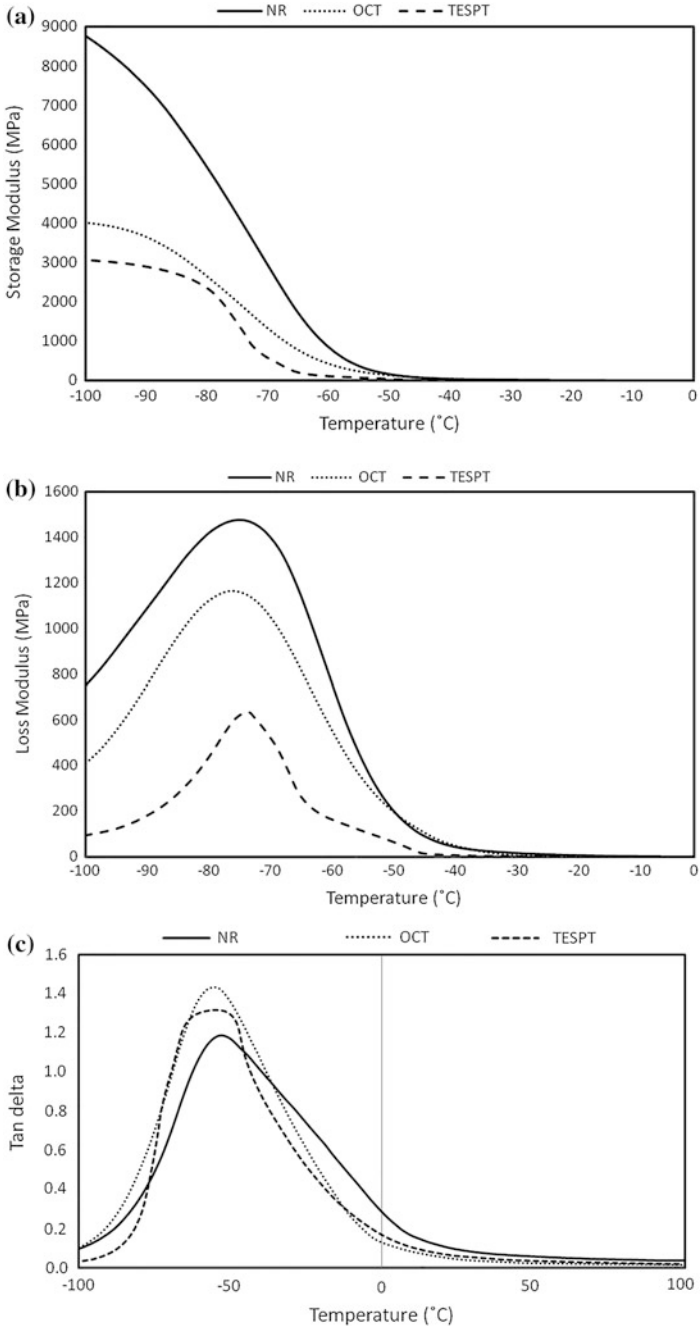 (a)
NR OCT TESPT
9000
8000
7000
6000
5000
4000
3000
2000
1000
0
Storage Modulus (MPa)
-100 -90 -80 -70 -60 -50 -40 -30 -20 -10 0
Temperature (˚C)
(b)
NR OCT TESPT
1600
1400
1200
1000
800
600
400
200
0
Loss Modulus (MPa)
-100 -90 -80 -70 -60 -50 -40 -30 -20 -10 0
Temperature (˚C)
(c)
NR OCT TESPT
1.6
1.4
1.2
1.0
0.8
0.6
0.4
0.2
0.0
Tan delta
-100 -50 0 50 100
Temperature (˚C)